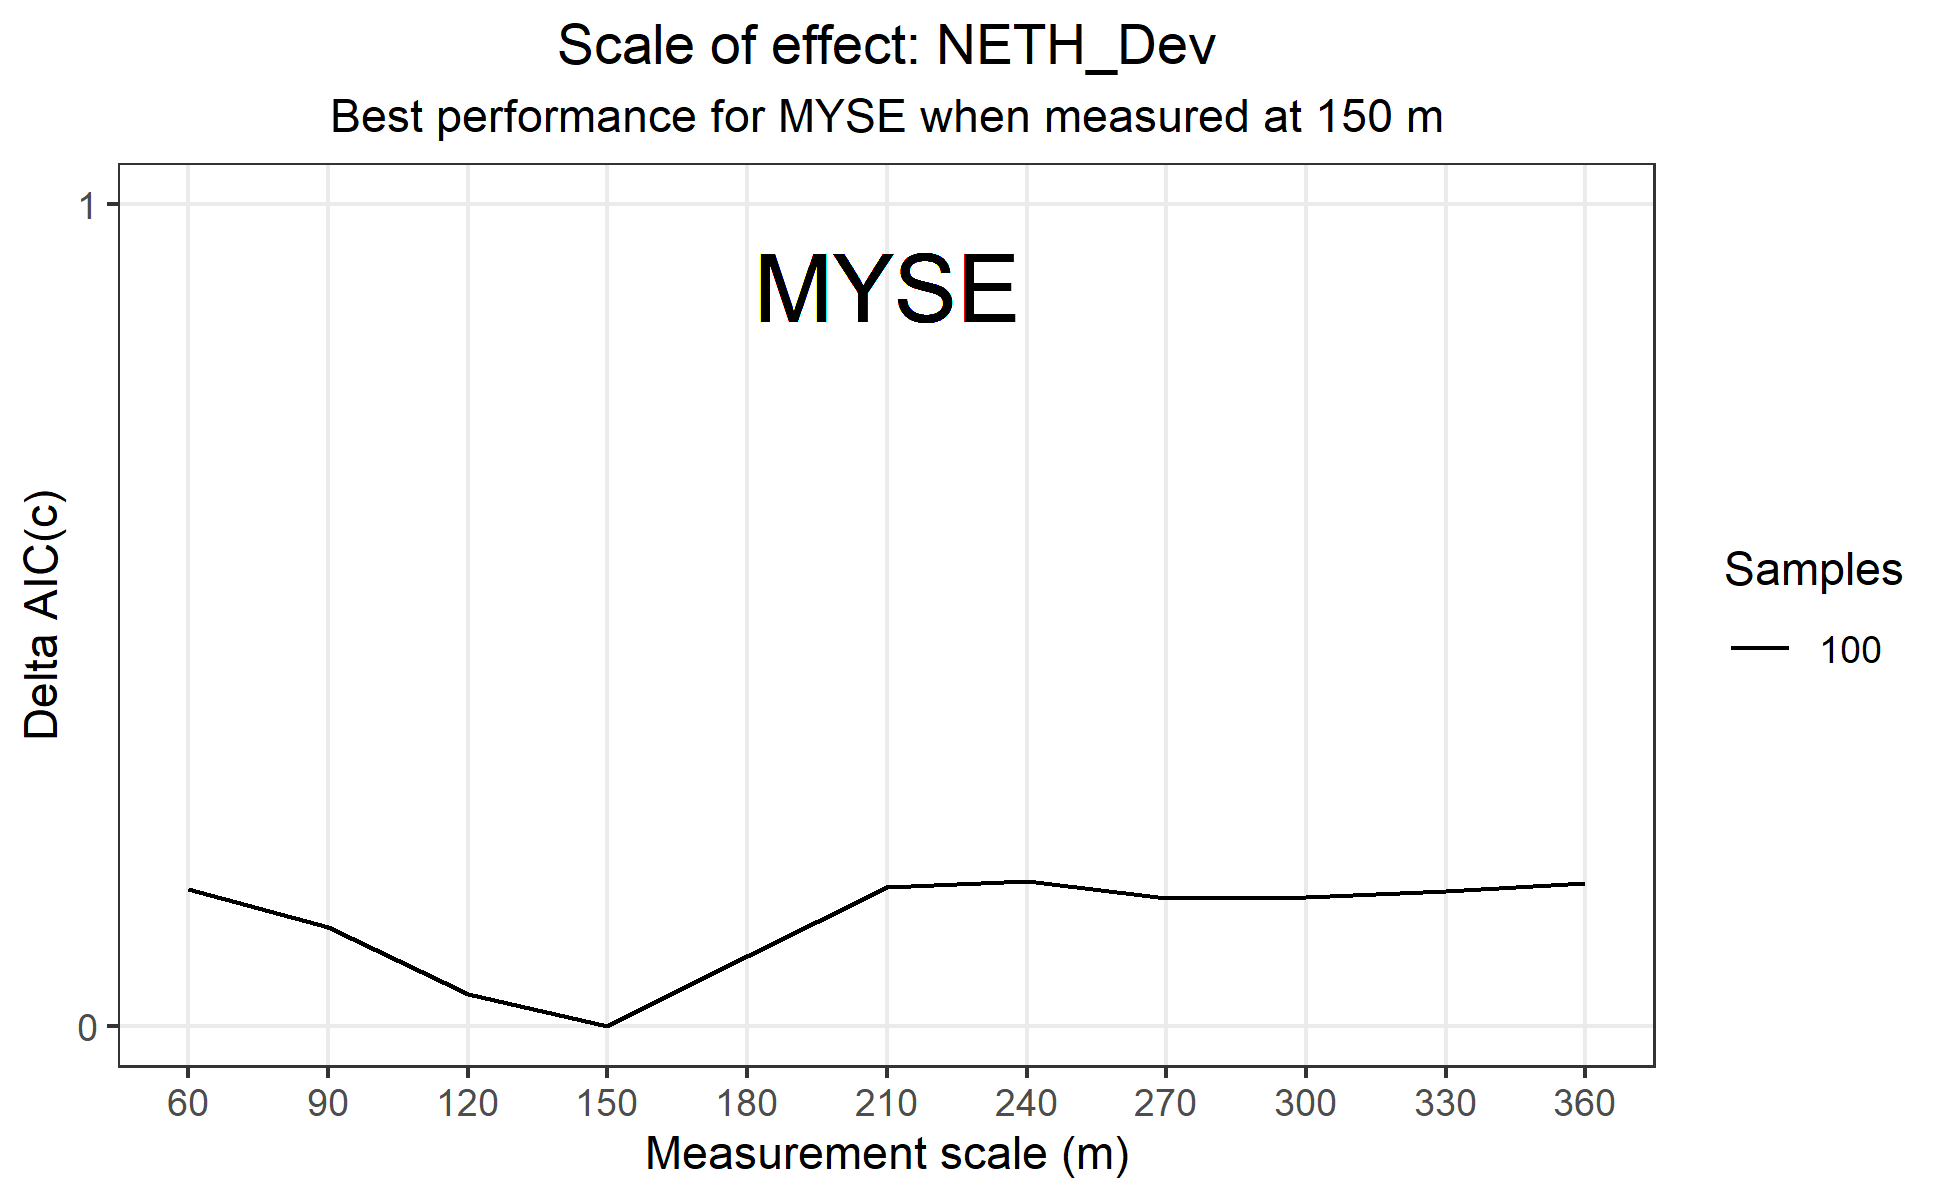 Scale of effect: NETH_Dev
Best performance for MYSE when measured at 150 m
1
MYSE
Delta AIC(c)
Samples
100
0
60 90 120 150 180 210 240 270 300 330 360
Measurement scale (m)